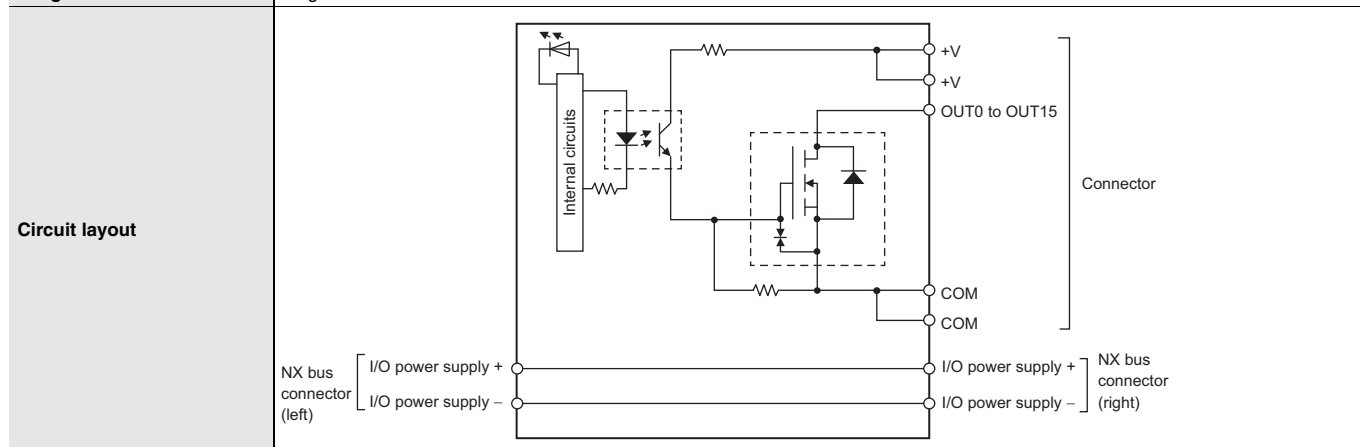 Circuit layout
Internal circuits
+V
+V
OUT0 to OUT15
Connector
COM
COM
NX bus
connector
(left)
I/O power supply +
I/O power supply –
I/O power supply +
I/O power supply –
NX bus
connector
(right)